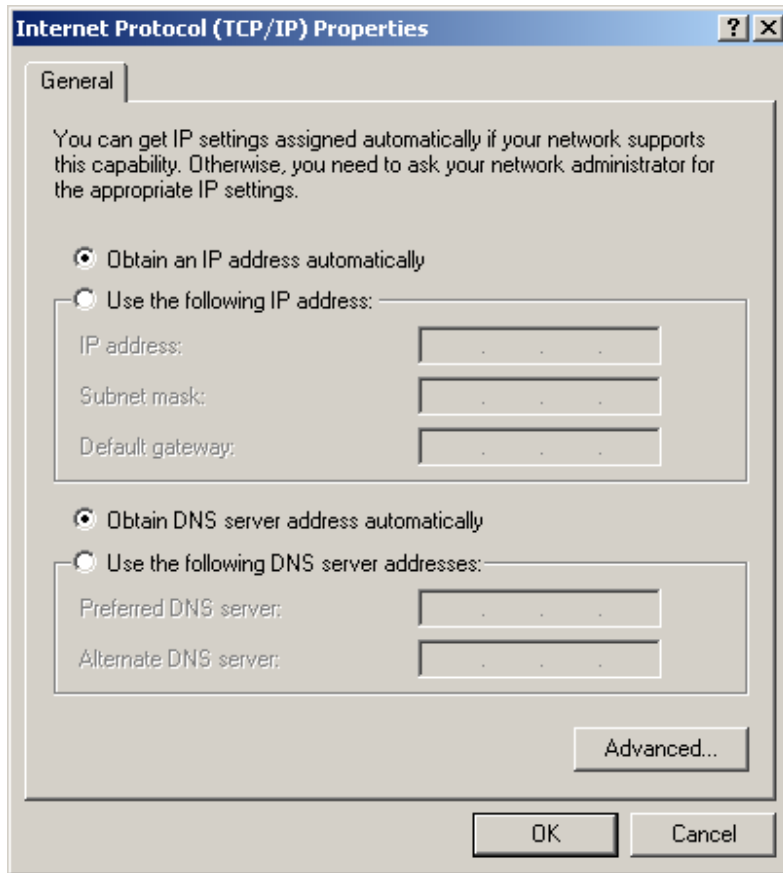 Internet Protocol (TCP/IP) Properties
General
You can get IP settings assigned automatically if your network supports
this capability. Otherwise, you need to ask your network administrator for
the appropriate IP settings.
Obtain an IP address automatically
Use the following IP address:
IP address:
Subnet mask:
Default gateway:
Obtain DNS server address automatically
Use the following DNS server addresses:
Preferred DNS server:
Alternate DNS server:
Advanced...
OK Cancel